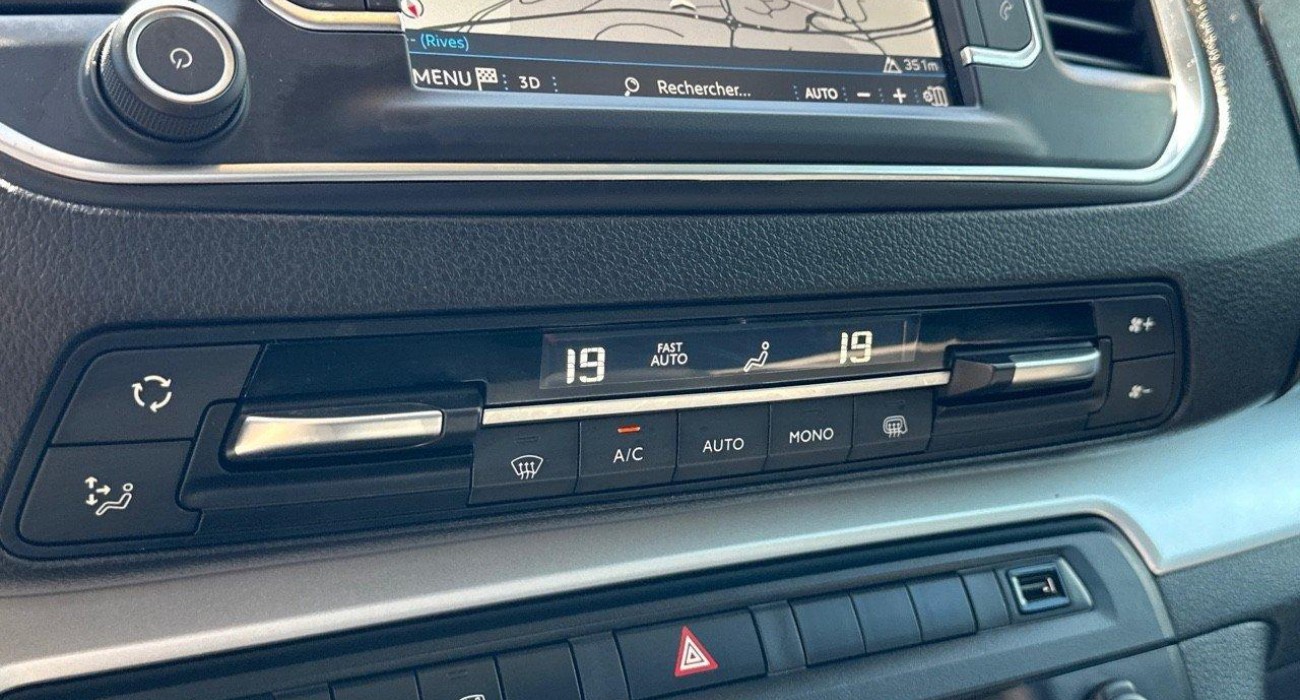 - (Rives)
351m
MENU 3D Rechercher... AUTO - +
19 FAST AUTO 19
A/C AUTO MONO